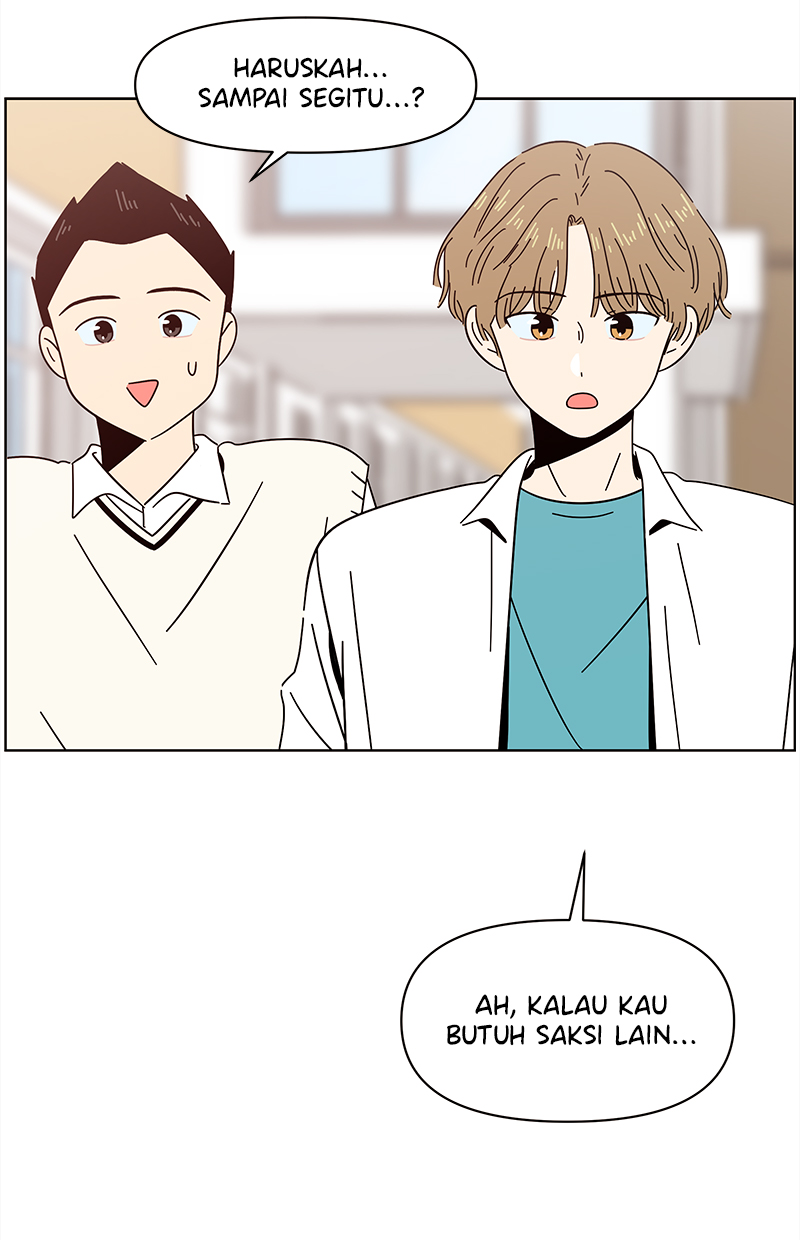 HARUSKAH...
SAMPAI SEGITU...?
AH, KALAU KAU
BUTUH SAKSI LAIN...